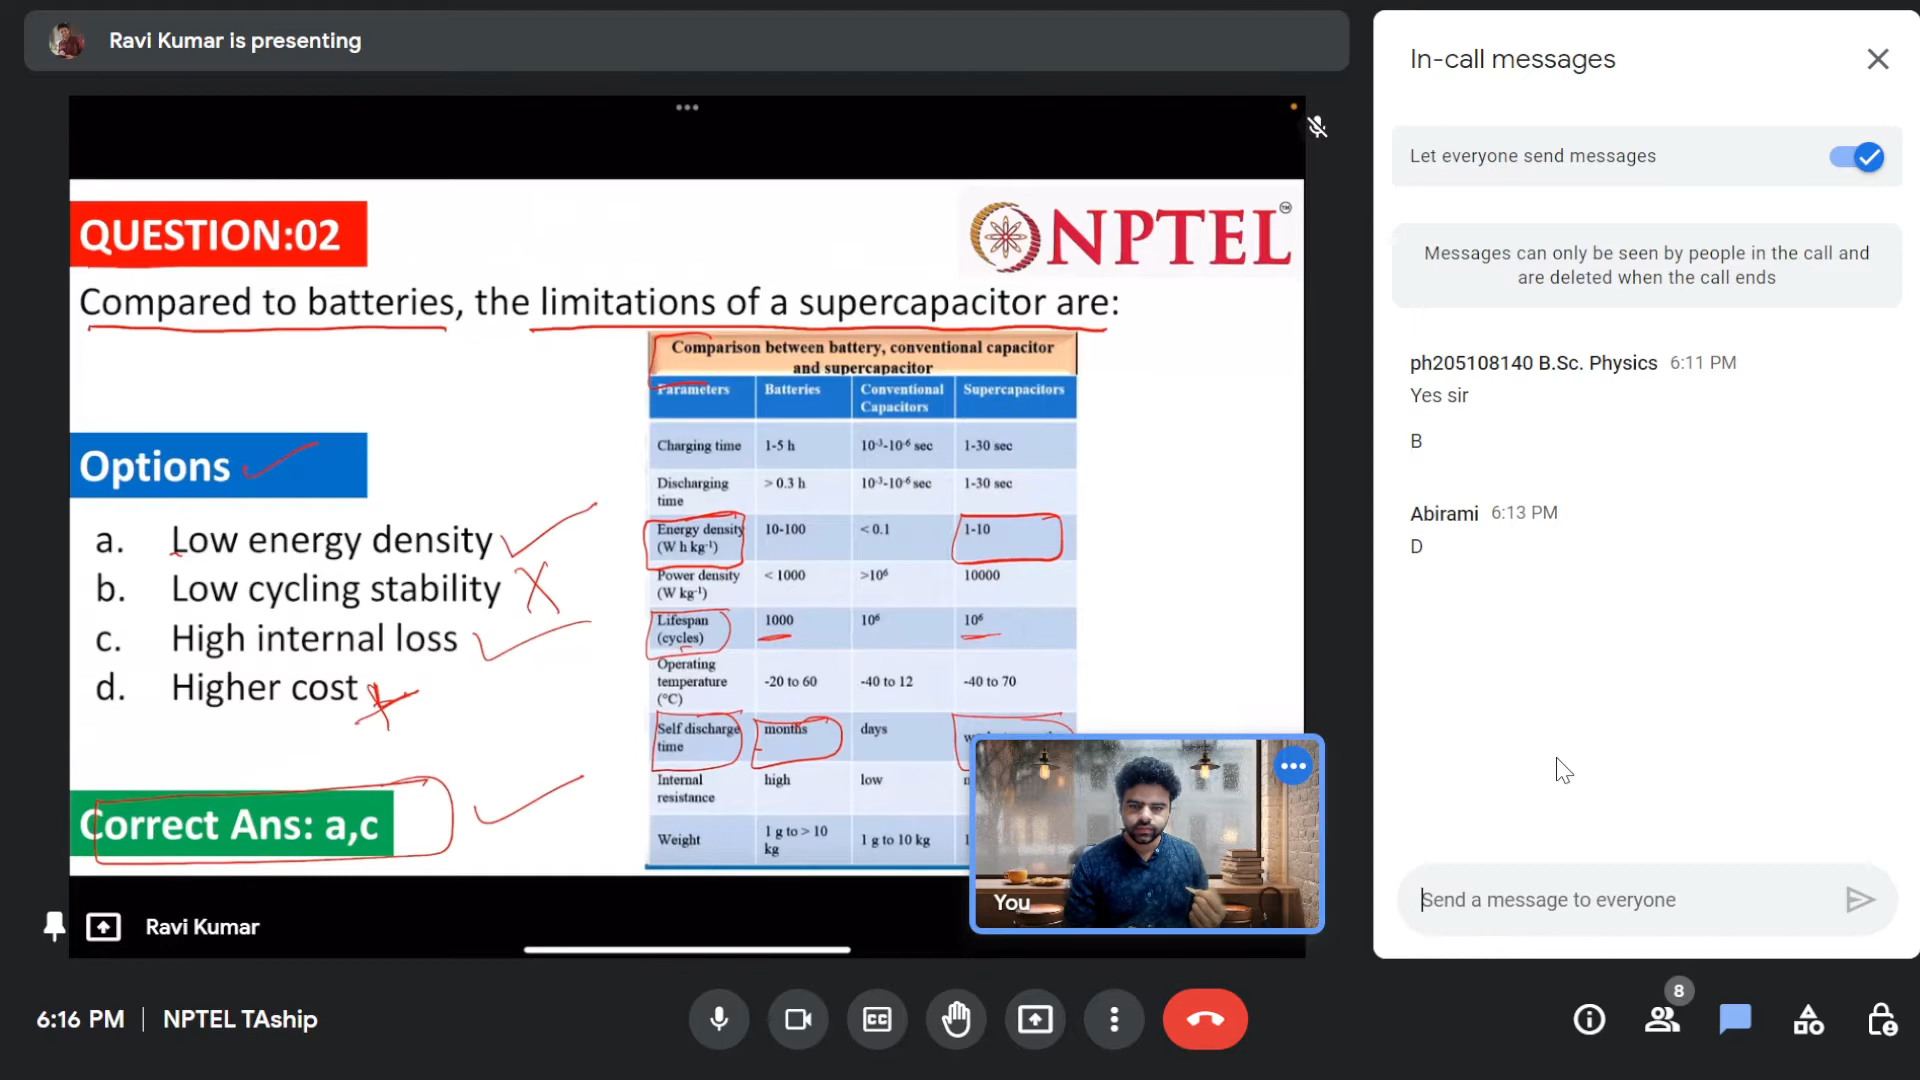 Ravi Kumar is presenting
QUESTION:02
NPTEL
TM
Compared to batteries, the limitations of a supercapacitor are:
Comparison between battery, conventional capacitor
and supercapacitor
Parameters Batteries Conventional Capacitors Supercapacitors
Charging time 1-5 h 10-³-10-⁶ sec 1-30 sec
Discharging time > 0.3 h 10-³-10-⁶ sec 1-30 sec
Energy density (W h kg-¹) 10-100 < 0.1 1-10
Power density (W kg-¹) < 1000 >10⁶ 10000
Lifespan (cycles) 1000 10⁶ 10⁶
Operating temperature (°C) -20 to 60 -40 to 12 -40 to 70
Self discharge time months days
Internal resistance high low
Weight 1 g to > 10 kg 1 g to 10 kg
Options
a. Low energy density
b. Low cycling stability
c. High internal loss
d. Higher cost
Correct Ans: a,c
You
Ravi Kumar
In-call messages
Let everyone send messages
Messages can only be seen by people in the call and
are deleted when the call ends
ph205108140 B.Sc. Physics 6:11 PM
Yes sir
B
Abirami 6:13 PM
D
Send a message to everyone
6:16 PM NPTEL TAship
CC
8